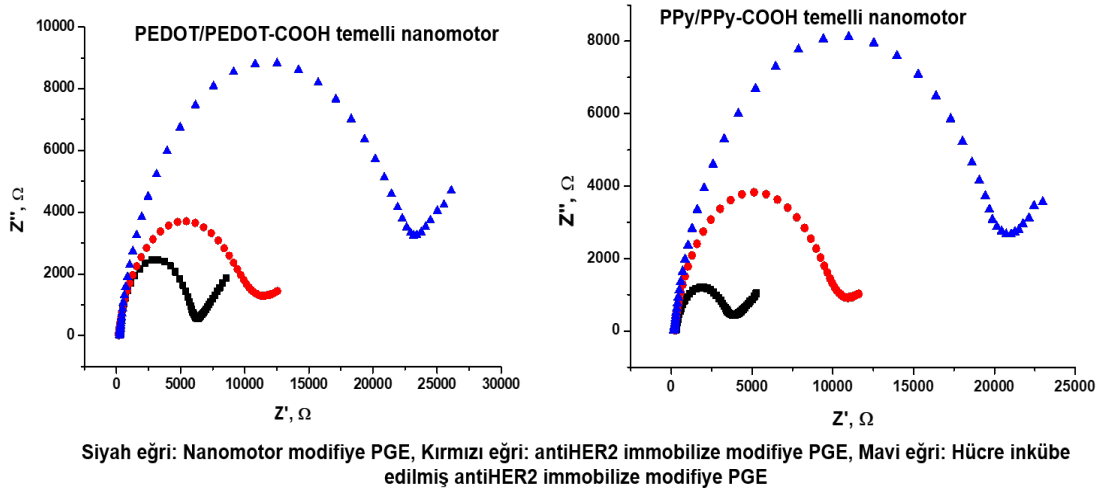 PEDOT/PEDOT-COOH temelli nanomotor
10000
8000
6000
4000
2000
0
Z'', Ω
0 5000 10000 15000 20000 25000 30000
Z', Ω
PPy/PPy-COOH temelli nanomotor
8000
6000
4000
2000
0
Z'', Ω
0 5000 10000 15000 20000 25000
Z', Ω
Siyah eğri: Nanomotor modifiye PGE, Kırmızı eğri: antiHER2 immobilize modifiye PGE, Mavi eğri: Hücre inkübe
edilmiş antiHER2 immobilize modifiye PGE